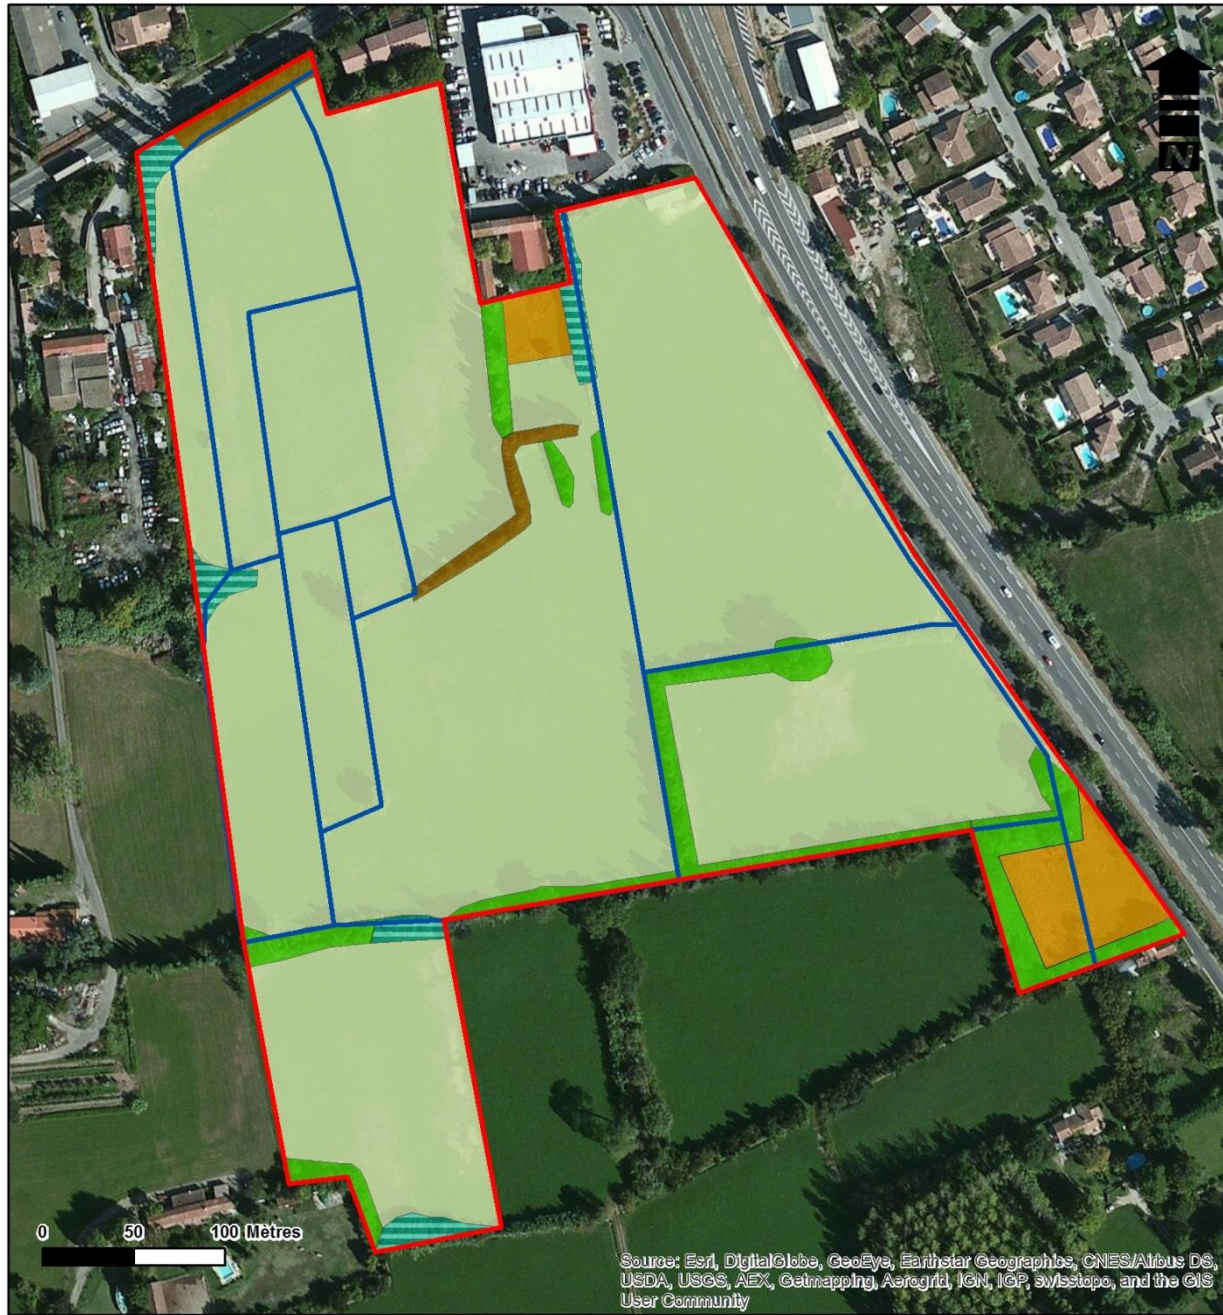 N
0 50 100 Mètres
Source: Esri, DigitalGlobe, GeoEye, Earthstar Geographics, CNES/Airbus DS,
USDA, USGS, AEX, Getmapping, Aerogrid, IGN, IGP, swisstopo, and the GIS
User Community